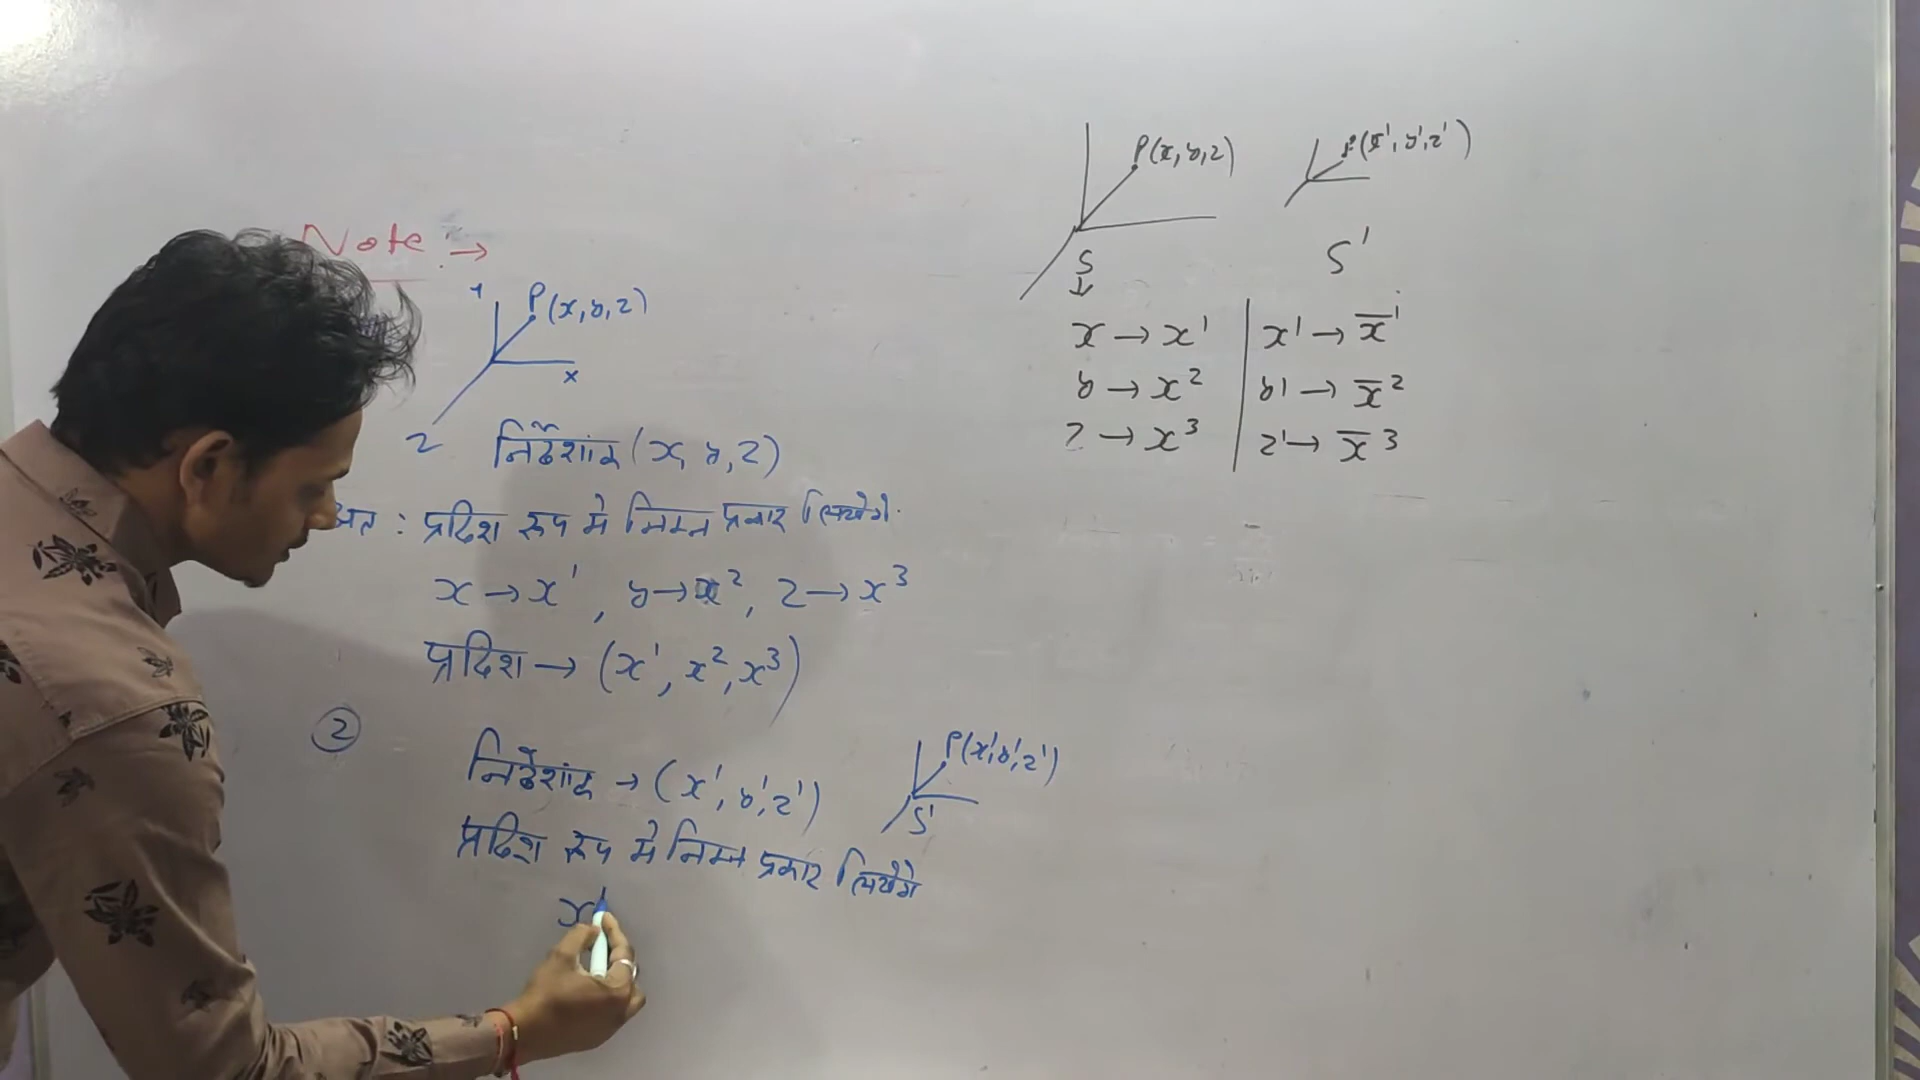 Note :→
Y
P(x, y, z)
x
z
निर्देशांक (x, y, z)
अत : प्रदिश रूप मे निम्न प्रकार लिखेंगे.
x → x¹, y → x², z → x³
प्रदिश → (x¹, x², x³)
②
निर्देशांक → (x', y', z')
P(x', y', z')
S'
प्रदिश रूप मे निम्न प्रकार लिखेंगे
x'
P(x, y, z)
P(x', y', z')
S
↓
S'
x → x¹ | x' → x̅¹
y → x² | y' → x̅²
z → x³ | z' → x̅³